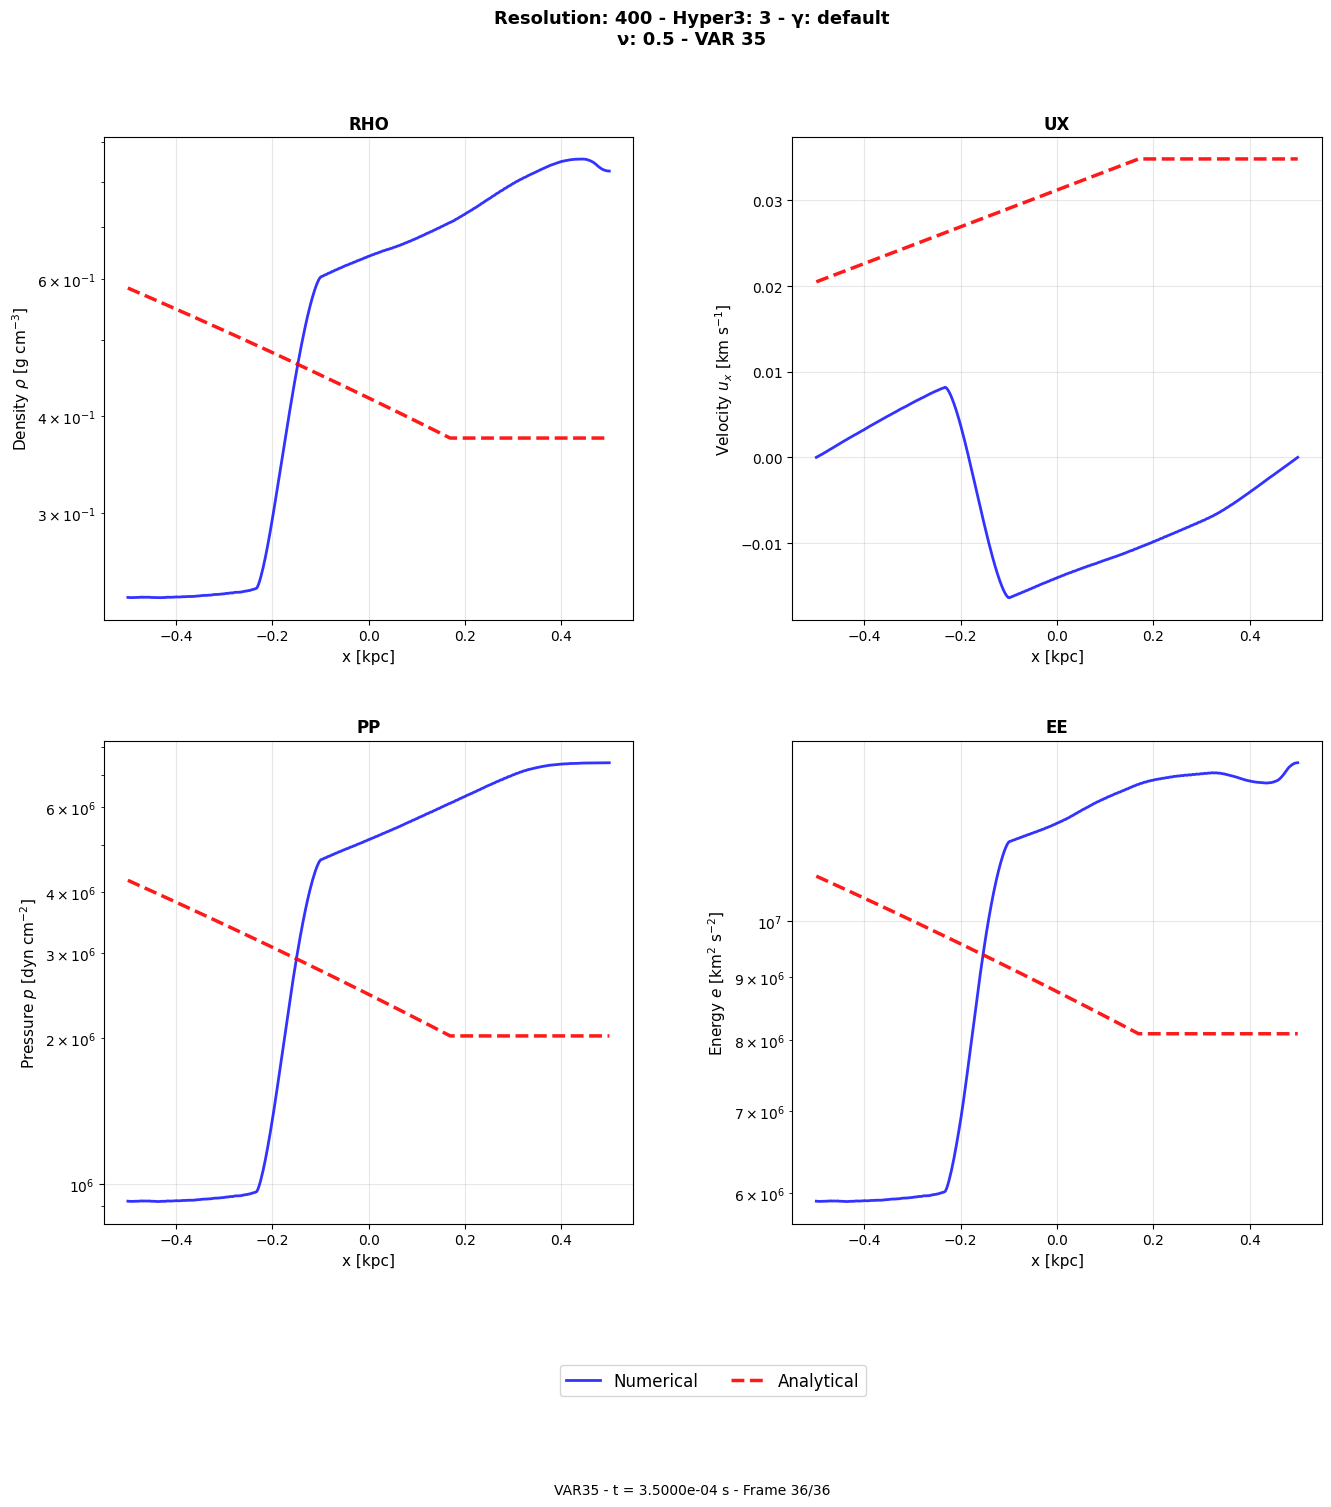 Resolution: 400 - Hyper3: 3 - γ: default
ν: 0.5 - VAR 35
RHO
Density ρ [g cm⁻³]
6 × 10⁻¹
4 × 10⁻¹
3 × 10⁻¹
−0.4 −0.2 0.0 0.2 0.4
x [kpc]
UX
Velocity uₓ [km s⁻¹]
0.03
0.02
0.01
0.00
−0.01
−0.4 −0.2 0.0 0.2 0.4
x [kpc]
PP
Pressure p [dyn cm⁻²]
6 × 10⁶
4 × 10⁶
3 × 10⁶
2 × 10⁶
10⁶
−0.4 −0.2 0.0 0.2 0.4
x [kpc]
EE
Energy e [km² s⁻²]
10⁷
9 × 10⁶
8 × 10⁶
7 × 10⁶
6 × 10⁶
−0.4 −0.2 0.0 0.2 0.4
x [kpc]
Numerical Analytical
VAR35 - t = 3.5000e-04 s - Frame 36/36